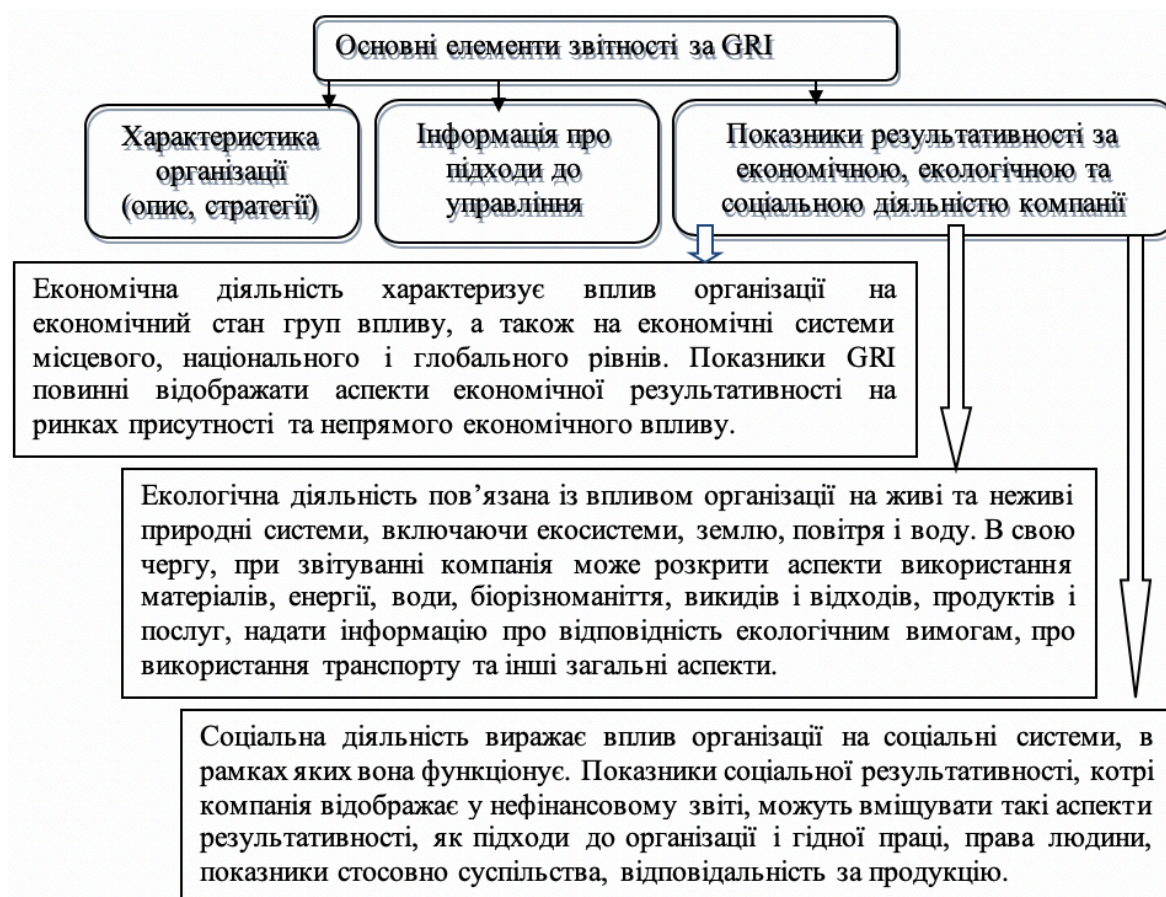 Основні елементи звітності за GRI
Характеристика
організації
(опис, стратегії)
Інформація про
підходи до
управління
Показники результативності за
економічною, екологічною та
соціальною діяльністю компанії
Економічна діяльність характеризує вплив організації на
економічний стан груп впливу, а також на економічні системи
місцевого, національного і глобального рівнів. Показники GRI
повинні відображати аспекти економічної результативності на
ринках присутності та непрямого економічного впливу.
Екологічна діяльність пов’язана із впливом організації на живі та неживі
природні системи, включаючи екосистеми, землю, повітря і воду. В свою
чергу, при звітуванні компанія може розкрити аспекти використання
матеріалів, енергії, води, біорізноманіття, викидів і відходів, продуктів і
послуг, надати інформацію про відповідність екологічним вимогам, про
використання транспорту та інші загальні аспекти.
Соціальна діяльність виражає вплив організації на соціальні системи, в
рамках яких вона функціонує. Показники соціальної результативності, котрі
компанія відображає у нефінансовому звіті, можуть вміщувати такі аспекти
результативності, як підходи до організації і гідної праці, права людини,
показники стосовно суспільства, відповідальність за продукцію.